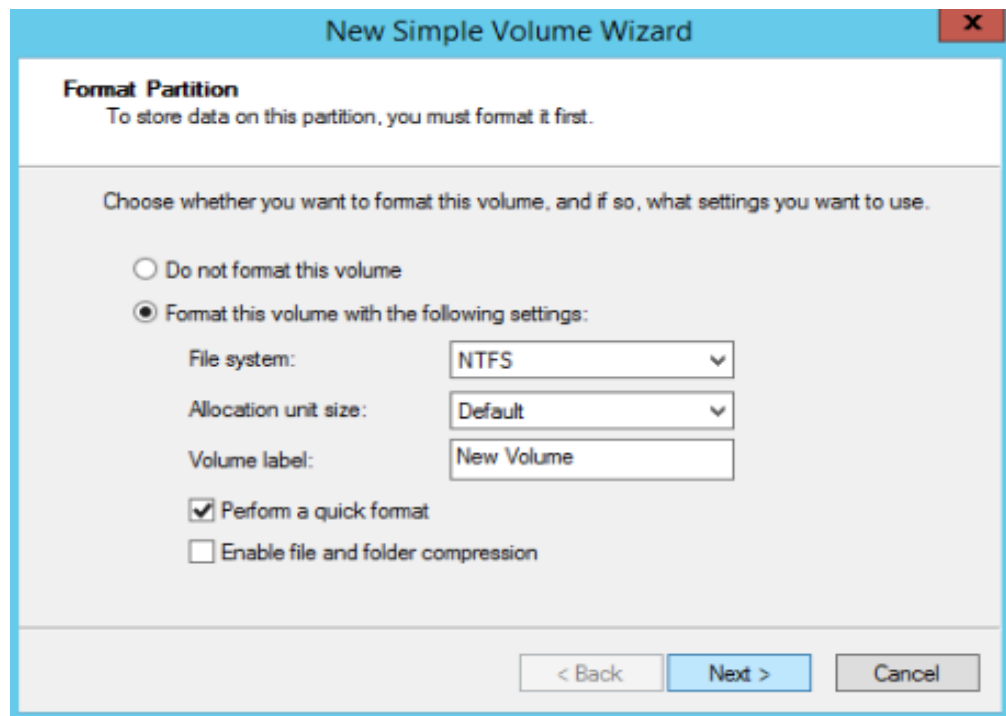 New Simple Volume Wizard
x
Format Partition
To store data on this partition, you must format it first.
Choose whether you want to format this volume, and if so, what settings you want to use.
Do not format this volume
Format this volume with the following settings:
File system: NTFS
Allocation unit size: Default
Volume label: New Volume
Perform a quick format
Enable file and folder compression
< Back Next > Cancel